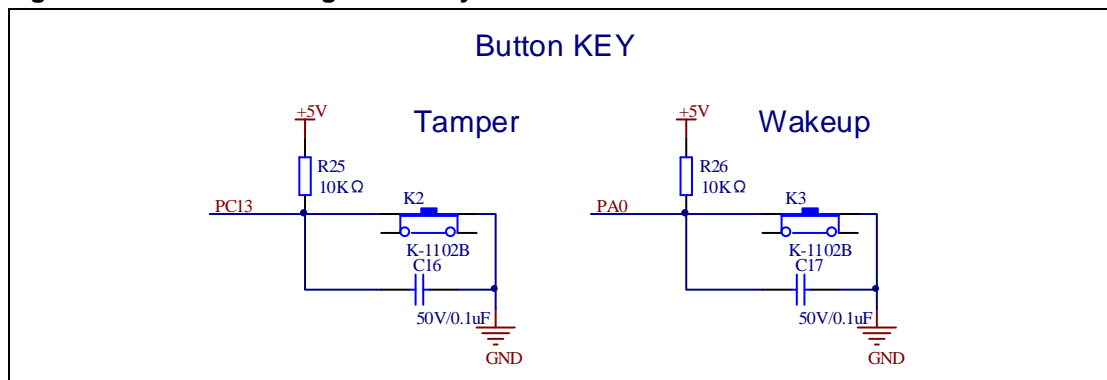 Button KEY
+5V
Tamper
R25
10KΩ
PC13
K2
K-1102B
C16
50V/0.1uF
GND
+5V
Wakeup
R26
10KΩ
PA0
K3
K-1102B
C17
50V/0.1uF
GND